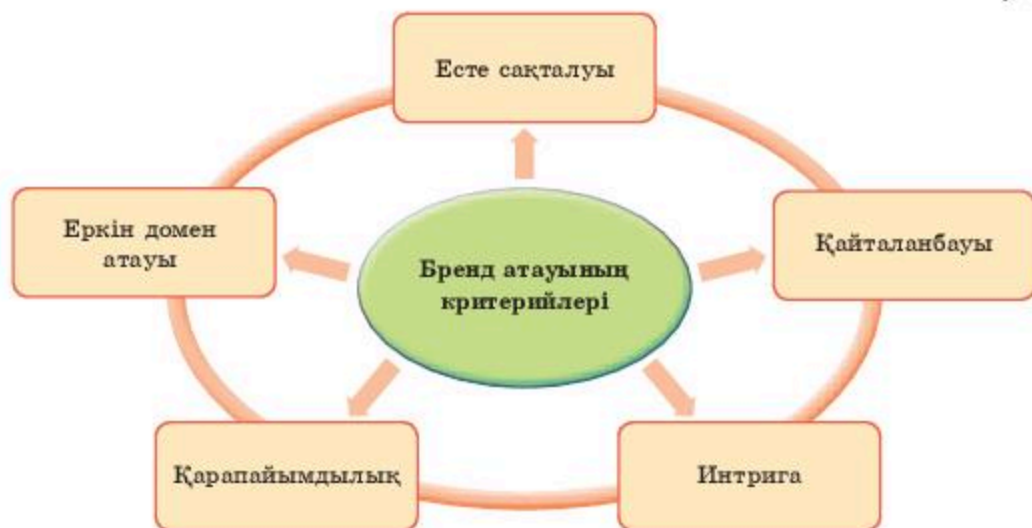 Есте сақталуы
Еркін домен
атауы
Қайталанбауы
Бренд атауының
критерийлері
Қарапайымдылық
Интрига